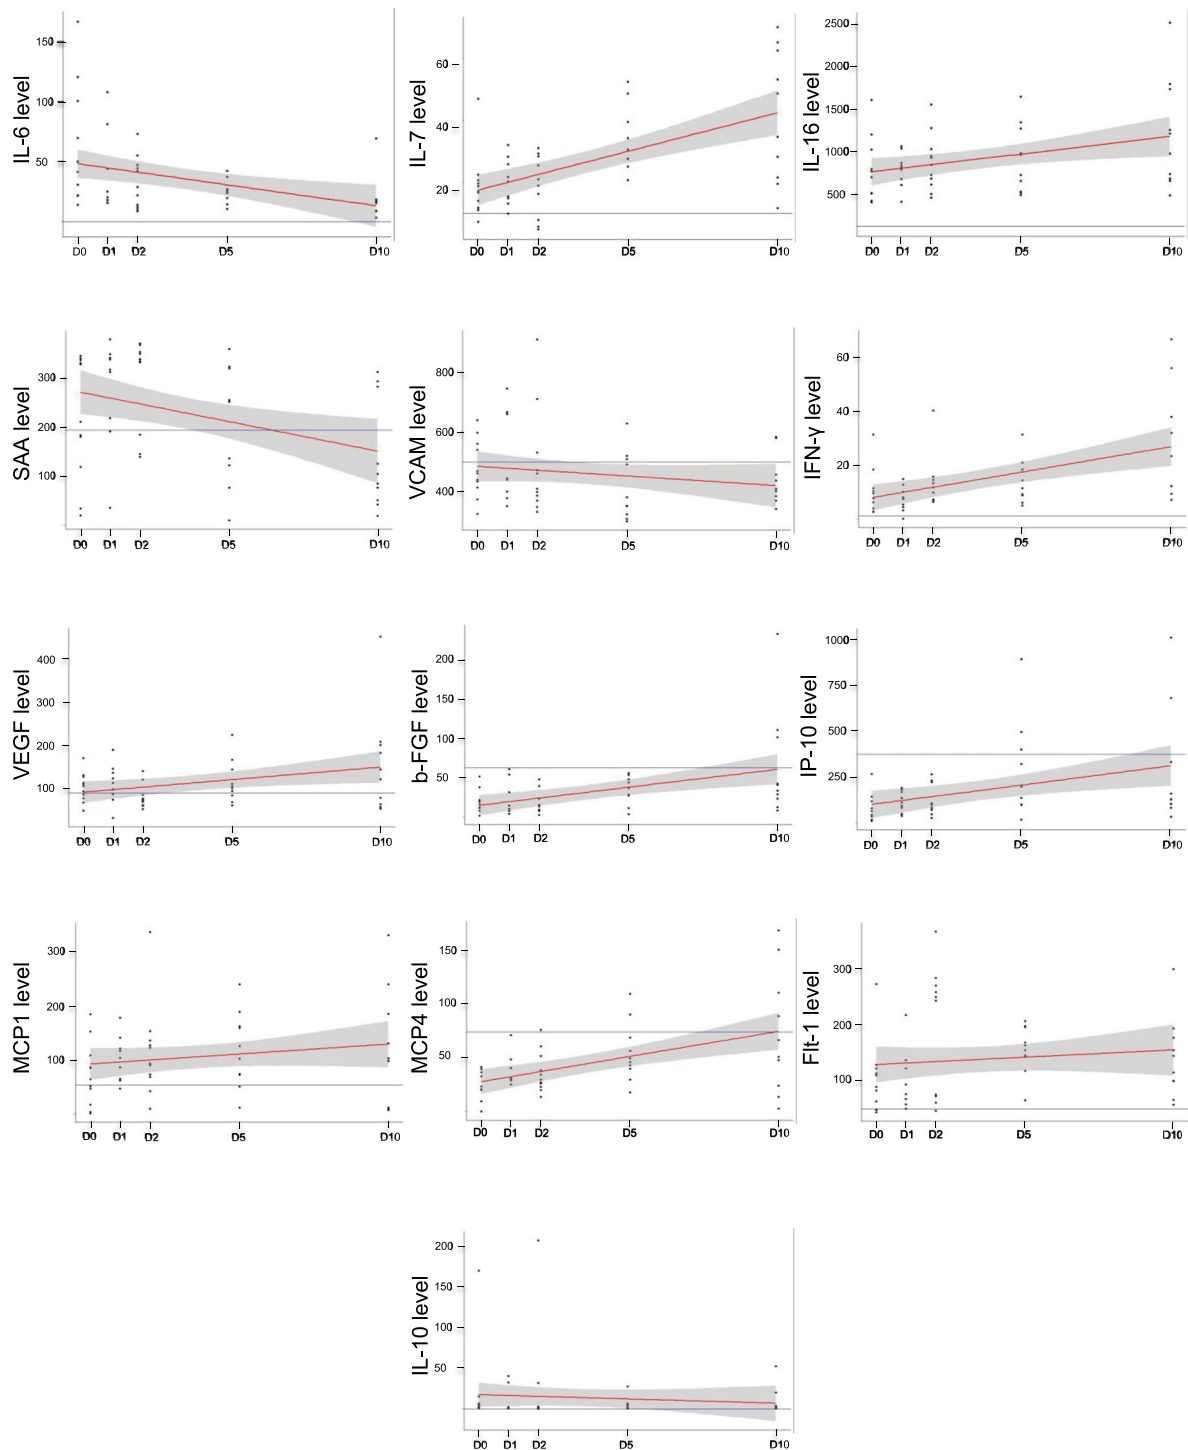 IL-6 level
150
100
50
D0 D1 D2 D5 D10
IL-7 level
60
40
20
D0 D1 D2 D5 D10
IL-16 level
2500
2000
1500
1000
500
D0 D1 D2 D5 D10
SAA level
300
200
100
D0 D1 D2 D5 D10
VCAM level
800
600
400
D0 D1 D2 D5 D10
IFN-γ level
60
40
20
D0 D1 D2 D5 D10
VEGF level
400
300
200
100
D0 D1 D2 D5 D10
b-FGF level
200
150
100
50
D0 D1 D2 D5 D10
IP-10 level
1000
750
500
250
D0 D1 D2 D5 D10
MCP1 level
300
200
100
D0 D1 D2 D5 D10
MCP4 level
150
100
50
D0 D1 D2 D5 D10
Flt-1 level
300
200
100
D0 D1 D2 D5 D10
IL-10 level
200
150
100
50
D0 D1 D2 D5 D10